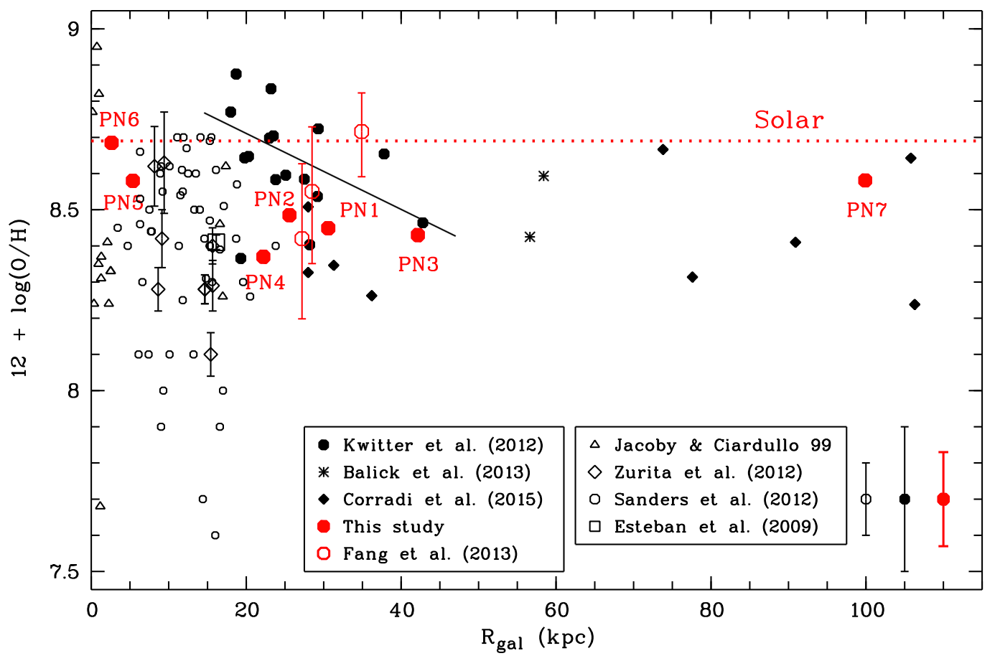 9
8.5
8
7.5
12 + log(O/H)
Solar
PN6
PN5
PN2
PN1
PN4
PN3
PN7
Kwitter et al. (2012)
Balick et al. (2013)
Corradi et al. (2015)
This study
Fang et al. (2013)
Jacoby & Ciardullo 99
Zurita et al. (2012)
Sanders et al. (2012)
Esteban et al. (2009)
0 20 40 60 80 100
Rgal (kpc)